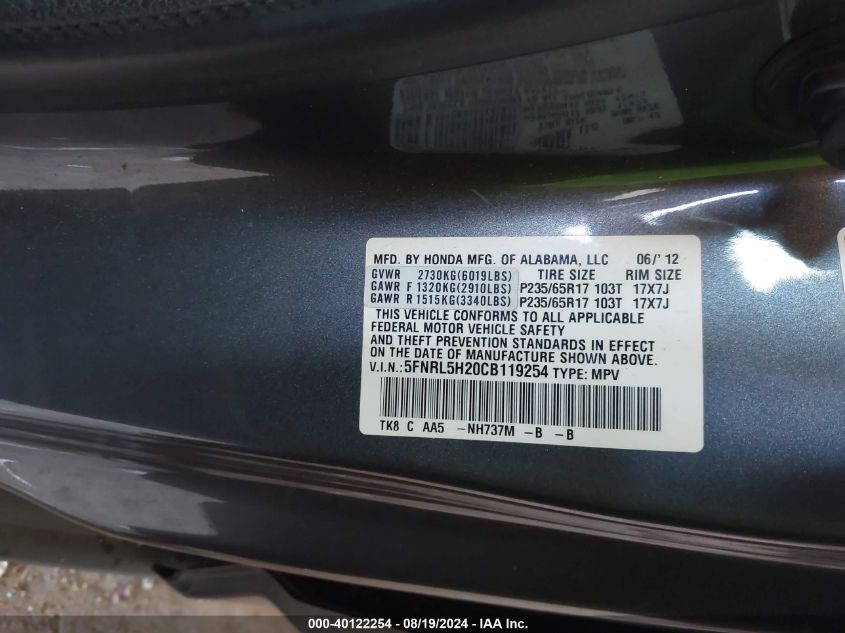 MFD. BY HONDA MFG. OF ALABAMA, LLC 06/'12
GVWR 2730KG(6019LBS) TIRE SIZE RIM SIZE
GAWR F 1320KG(2910LBS) P235/65R17 103T 17X7J
GAWR R 1515KG(3340LBS) P235/65R17 103T 17X7J
THIS VEHICLE CONFORMS TO ALL APPLICABLE
FEDERAL MOTOR VEHICLE SAFETY
AND THEFT PREVENTION STANDARDS IN EFFECT
ON THE DATE OF MANUFACTURE SHOWN ABOVE.
V.I.N.:5FNRL5H20CB119254 TYPE: MPV
TK8 C AA5 -NH737M -B -B
000-40122254 - 08/19/2024 - IAA Inc.